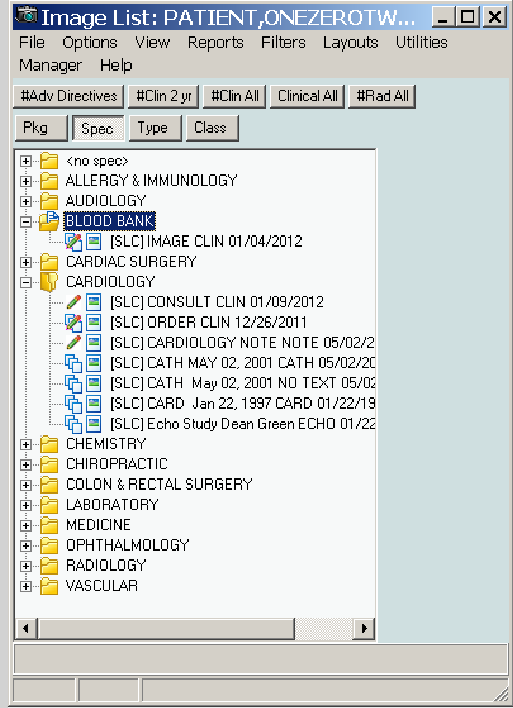 Image List: PATIENT,ONEZEROTW...
File Options View Reports Filters Layouts Utilities
Manager Help
#Adv Directives #Clin 2 yr #Clin All Clinical All #Rad All
Pkg Spec Type Class
<no spec>
ALLERGY & IMMUNOLOGY
AUDIOLOGY
BLOOD BANK
[SLC] IMAGE CLIN 01/04/2012
CARDIAC SURGERY
CARDIOLOGY
[SLC] CONSULT CLIN 01/09/2012
[SLC] ORDER CLIN 12/26/2011
[SLC] CARDIOLOGY NOTE NOTE 05/02/2
[SLC] CATH MAY 02, 2001 CATH 05/02/20
[SLC] CATH May 02, 2001 NO TEXT 05/02
[SLC] CARD Jan 22, 1997 CARD 01/22/19
[SLC] Echo Study Dean Green ECHO 01/22
CHEMISTRY
CHIROPRACTIC
COLON & RECTAL SURGERY
LABORATORY
MEDICINE
OPHTHALMOLOGY
RADIOLOGY
VASCULAR